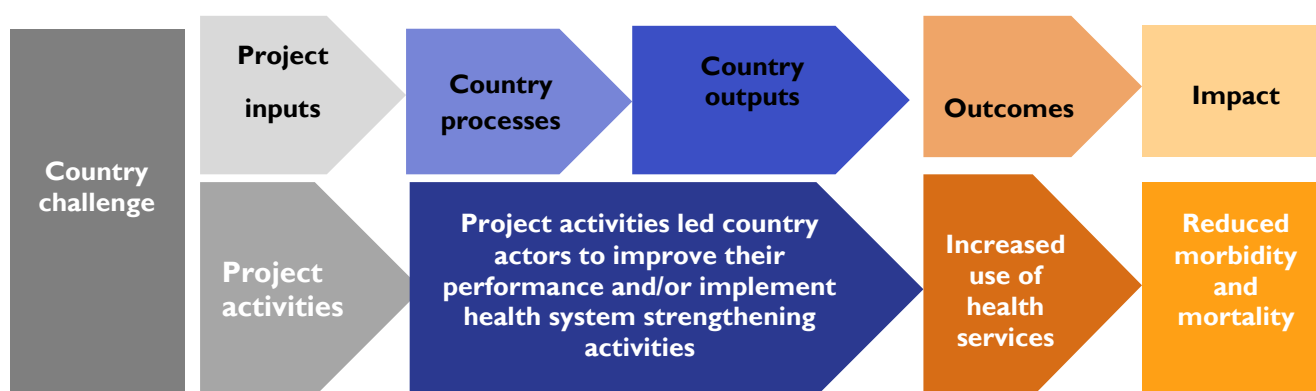 Country
challenge
Project
inputs
Country
processes
Country
outputs
Outcomes
Impact
Project
activities
Project activities led country
actors to improve their
performance and/or implement
health system strengthening
activities
Increased
use of
health
services
Reduced
morbidity
and
mortality